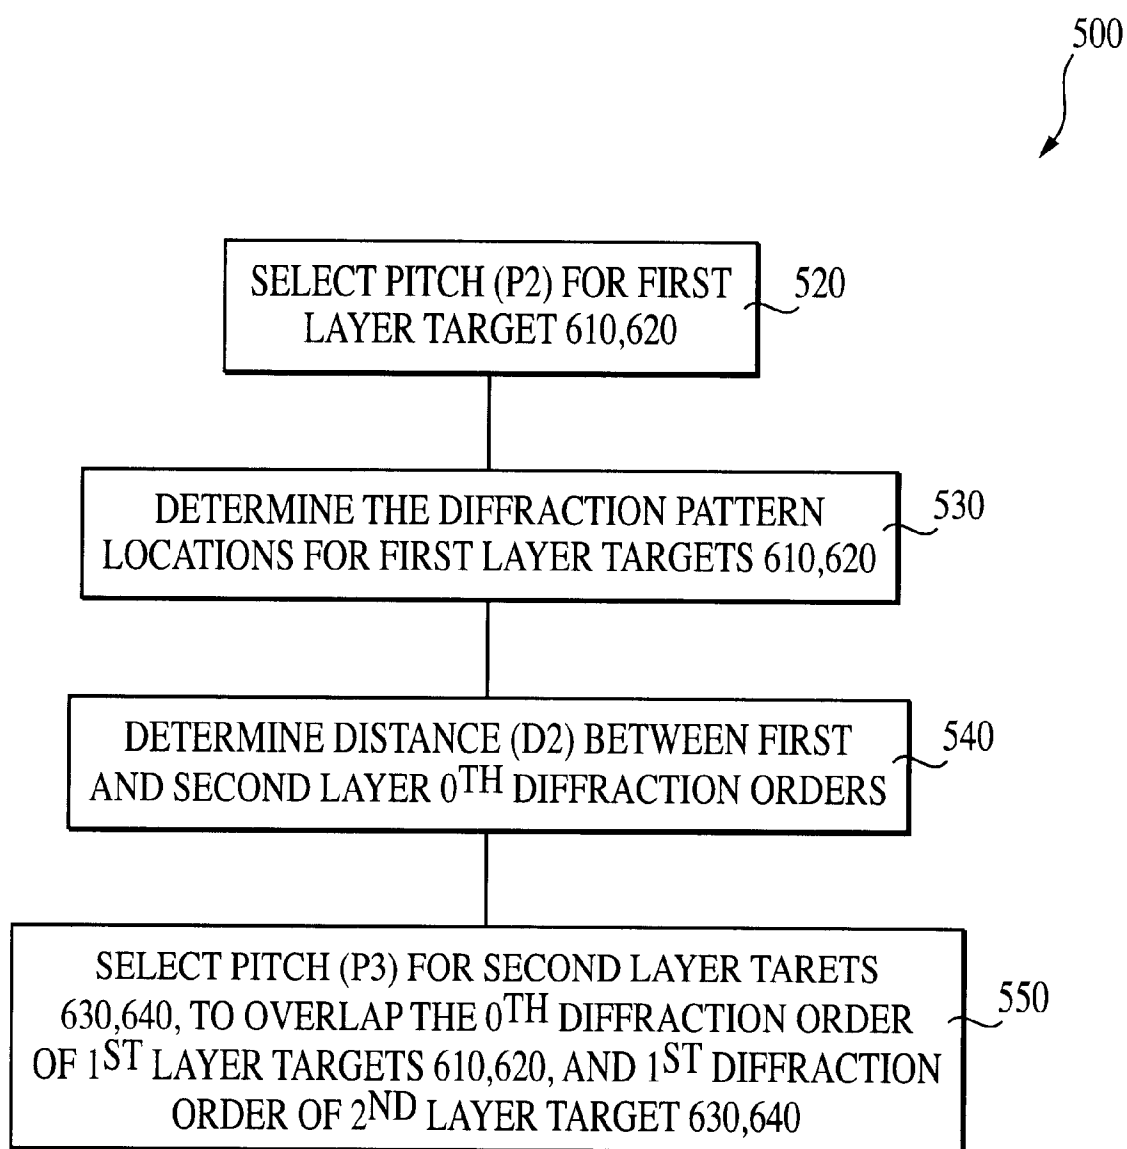 500
SELECT PITCH (P2) FOR FIRST
LAYER TARGET 610,620
520
DETERMINE THE DIFFRACTION PATTERN
LOCATIONS FOR FIRST LAYER TARGETS 610,620
530
DETERMINE DISTANCE (D2) BETWEEN FIRST
AND SECOND LAYER 0TH DIFFRACTION ORDERS
540
SELECT PITCH (P3) FOR SECOND LAYER TARETS
630,640, TO OVERLAP THE 0TH DIFFRACTION ORDER
OF 1ST LAYER TARGETS 610,620, AND 1ST DIFFRACTION
ORDER OF 2ND LAYER TARGET 630,640
550